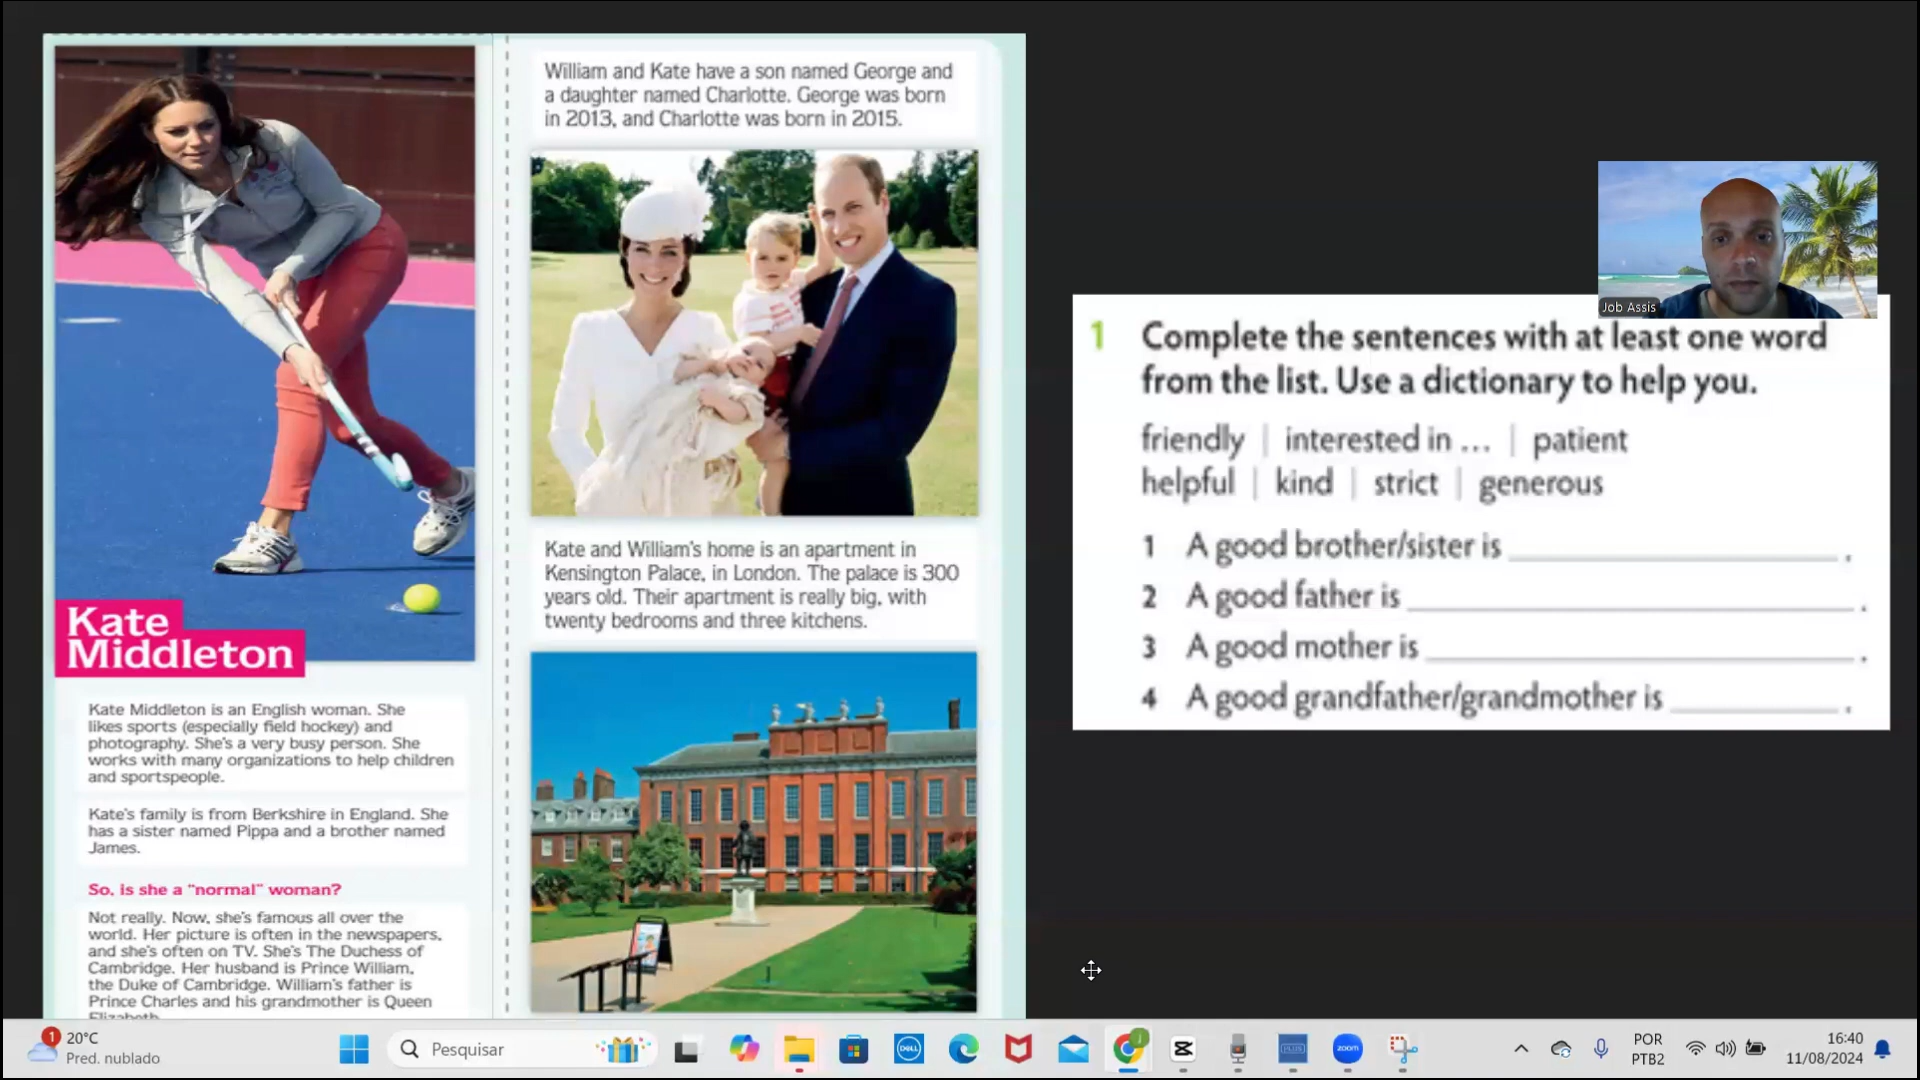 Kate
Middleton
Kate Middleton is an English woman. She
likes sports (especially field hockey) and
photography. She's a very busy person. She
works with many organizations to help children
and sportspeople.
Kate's family is from Berkshire in England. She
has a sister named Pippa and a brother named
James.
So, is she a "normal" woman?
Not really. Now, she's famous all over the
world. Her picture is often in the newspapers,
and she's often on TV. She's The Duchess of
Cambridge. Her husband is Prince William,
the Duke of Cambridge. William's father is
Prince Charles and his grandmother is Queen
Elizabeth
William and Kate have a son named George and
a daughter named Charlotte. George was born
in 2013, and Charlotte was born in 2015.
Kate and William's home is an apartment in
Kensington Palace, in London. The palace is 300
years old. Their apartment is really big, with
twenty bedrooms and three kitchens.
Job Assis
1 Complete the sentences with at least one word
from the list. Use a dictionary to help you.
friendly | interested in ... | patient
helpful | kind | strict | generous
1 A good brother/sister is ____________ .
2 A good father is ____________ .
3 A good mother is ____________ .
4 A good grandfather/grandmother is ________ .
1
20°C
Pred. nublado
Pesquisar
DELL
zoom
POR
PTB2
16:40
11/08/2024